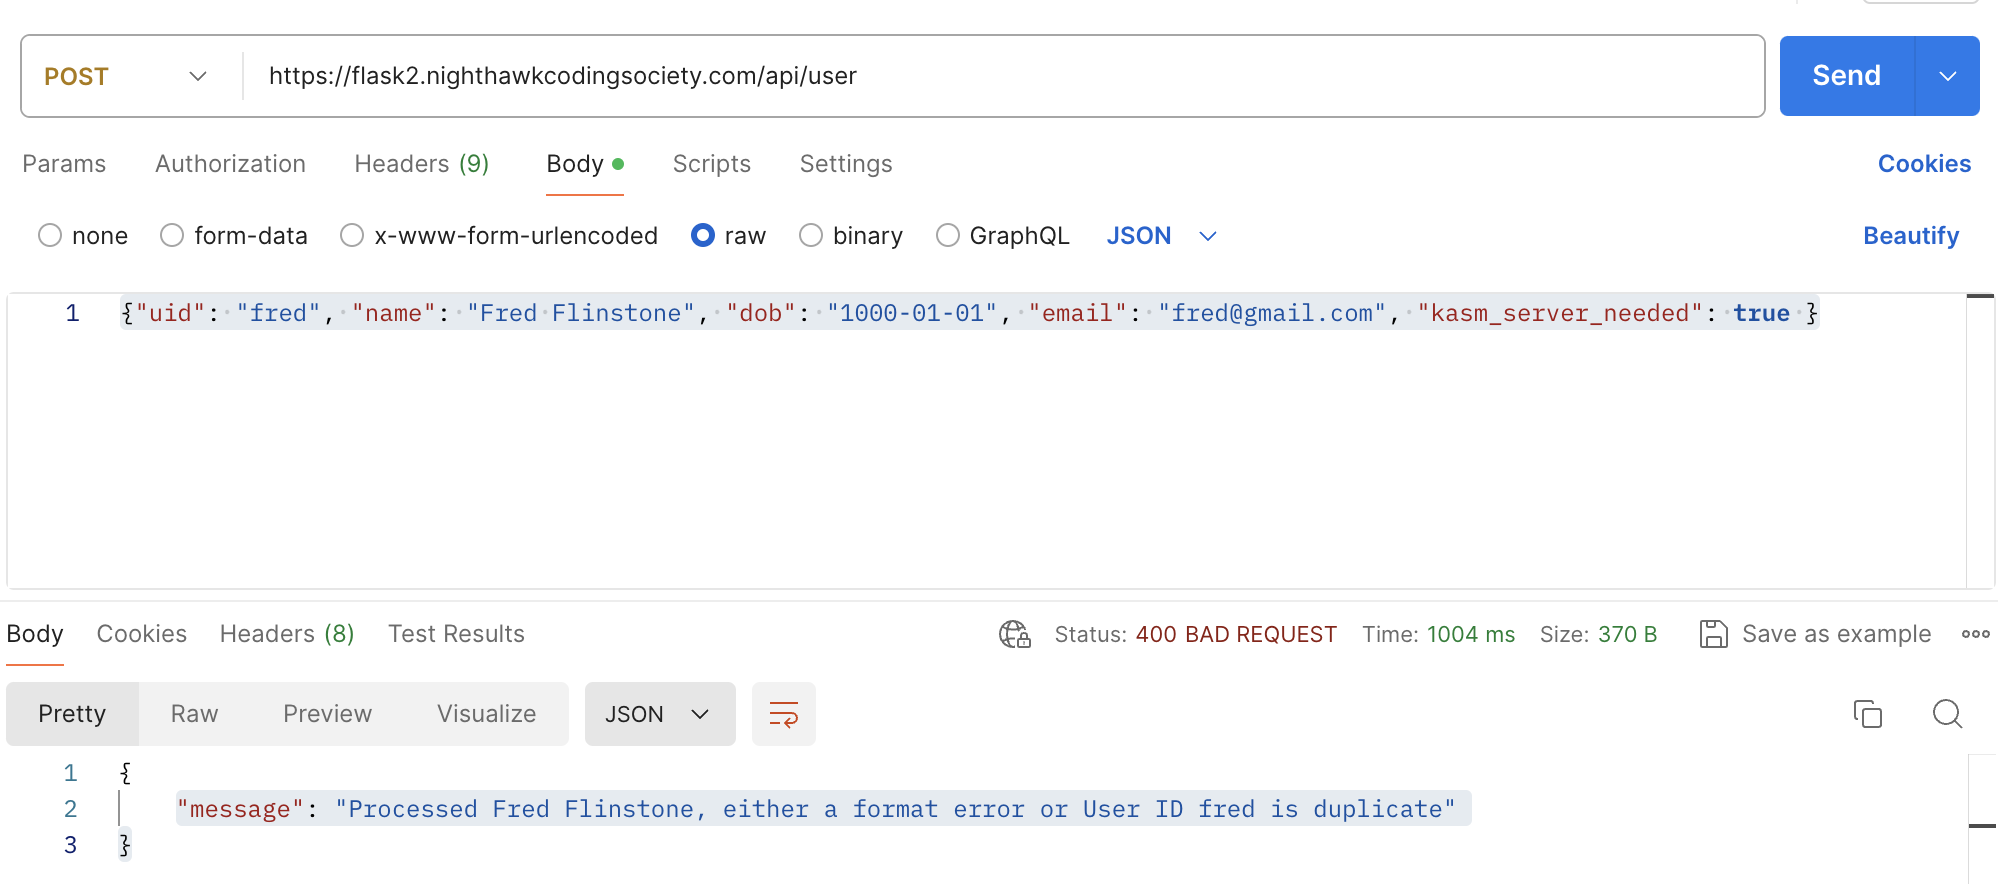 POST https://flask2.nighthawkcodingsociety.com/api/user Send
Params Authorization Headers (9) Body Scripts Settings Cookies
none form-data x-www-form-urlencoded raw binary GraphQL JSON Beautify
1 {"uid": "fred", "name": "Fred Flinstone", "dob": "1000-01-01", "email": "fred@gmail.com", "kasm_server_needed": true }
Body Cookies Headers (8) Test Results Status: 400 BAD REQUEST Time: 1004 ms Size: 370 B Save as example
Pretty Raw Preview Visualize JSON
1 {
2 "message": "Processed Fred Flinstone, either a format error or User ID fred is duplicate"
3 }